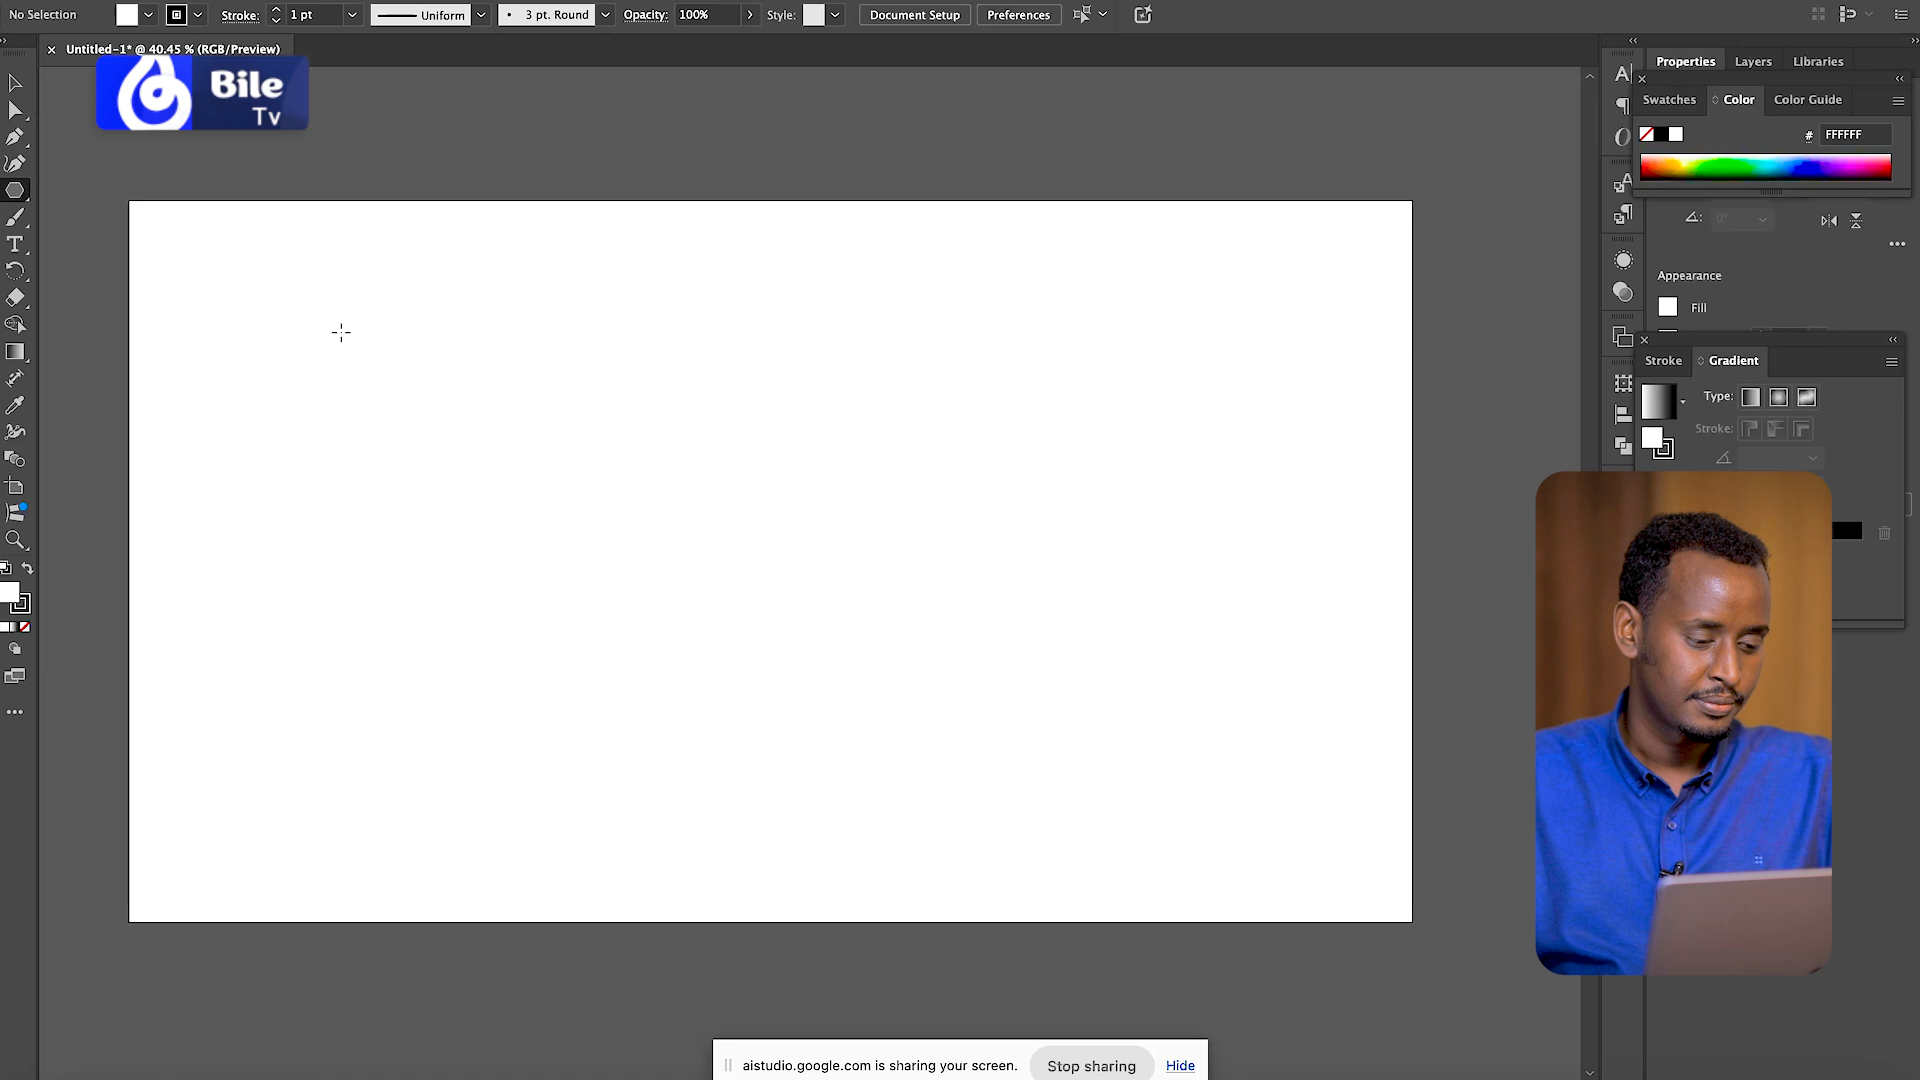 No Selection
Stroke:
1 pt
Uniform
3 pt. Round
Opacity:
100%
Style:
Document Setup
Preferences
Untitled-1* @ 40.45 % (RGB/Preview)
Bile
Tv
Properties
Layers
Libraries
Swatches
Color
Color Guide
# FFFFFF
0°
Appearance
Fill
Stroke
Gradient
Type:
Stroke:
aistudio.google.com is sharing your screen.
Stop sharing
Hide